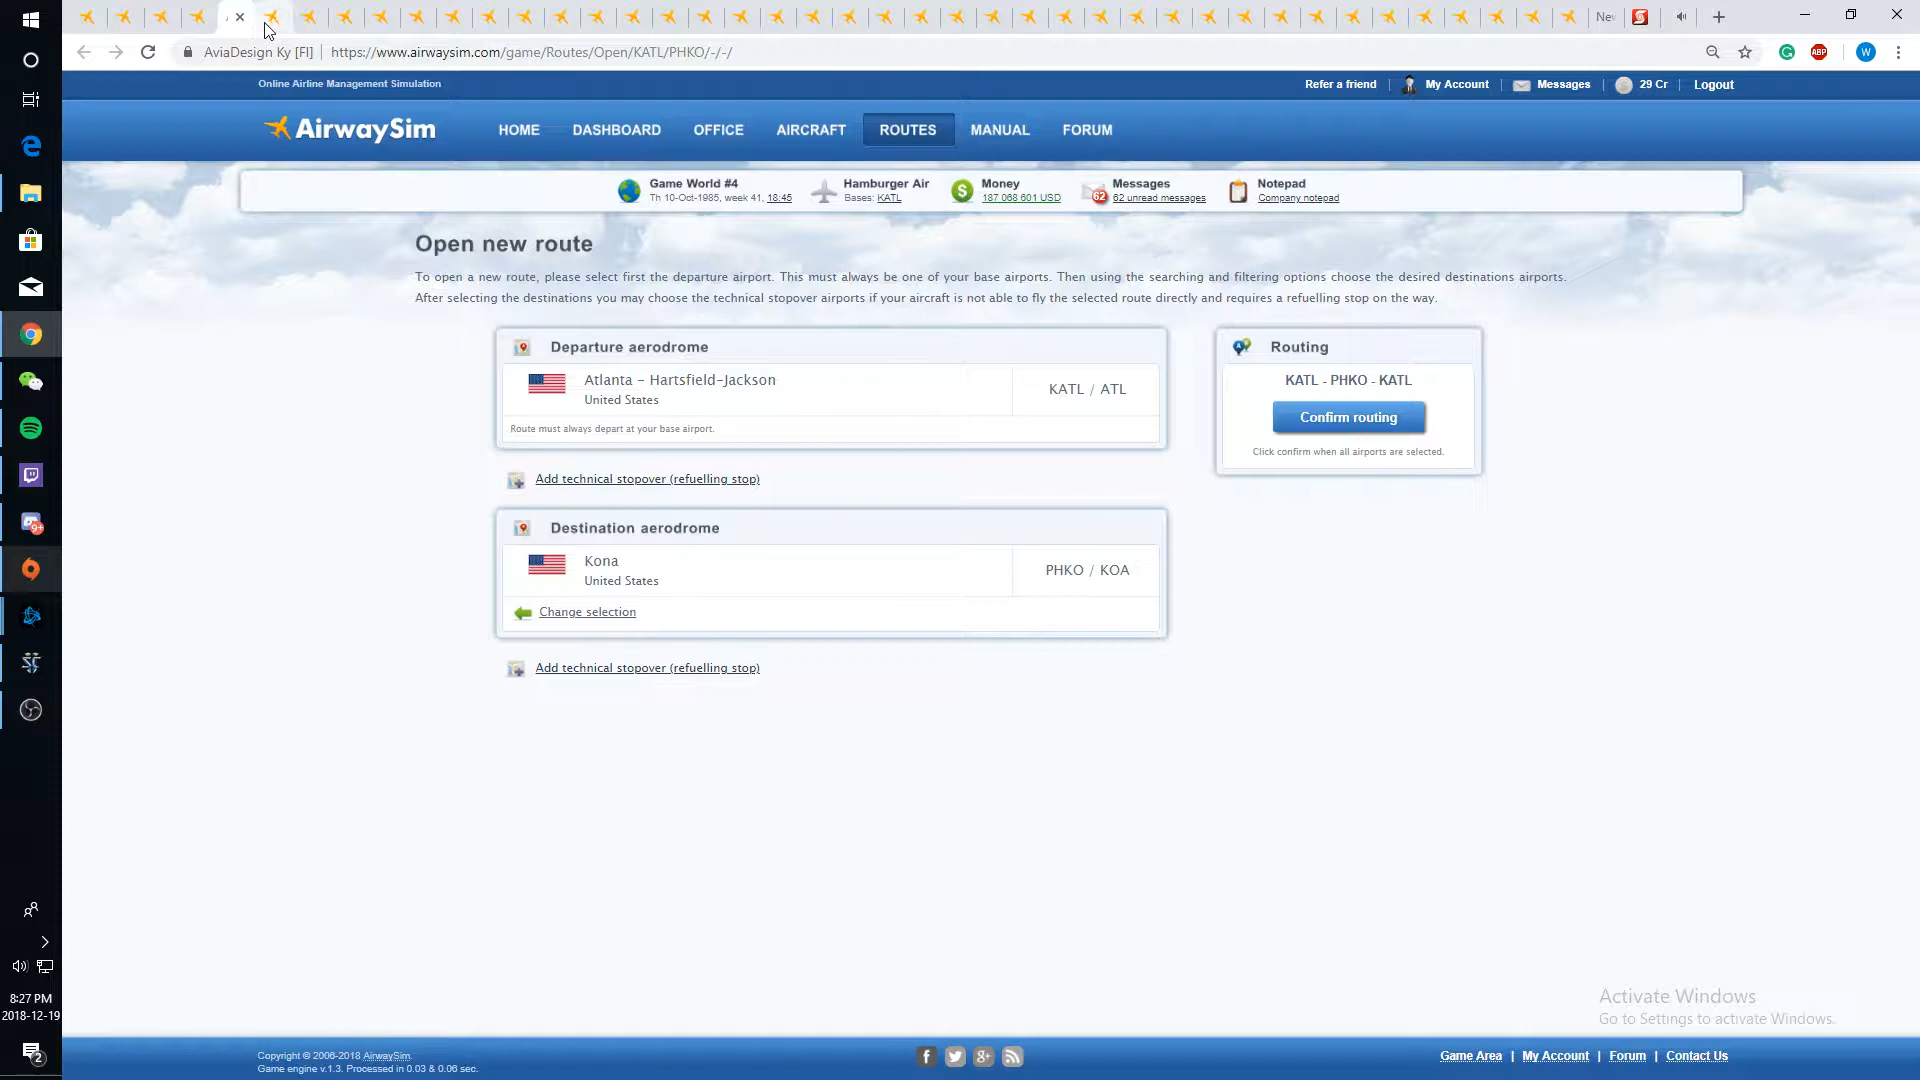 New
AviaDesign Ky [FI] | https://www.airwaysim.com/game/Routes/Open/KATL/PHKO/-/-/
ABP
W
Online Airline Management Simulation
Refer a friend | My Account | Messages | 29 Cr | Logout
AirwaySim
HOME DASHBOARD OFFICE AIRCRAFT ROUTES MANUAL FORUM
Game World #4
Th 10-Oct-1985, week 41, 18:45
Hamburger Air
Bases: KATL
Money
187 068 601 USD
62
Messages
62 unread messages
Notepad
Company notepad
Open new route
To open a new route, please select first the departure airport. This must always be one of your base airports. Then using the searching and filtering options choose the desired destinations airports.
After selecting the destinations you may choose the technical stopover airports if your aircraft is not able to fly the selected route directly and requires a refuelling stop on the way.
Departure aerodrome
Atlanta - Hartsfield-Jackson
United States
KATL / ATL
Route must always depart at your base airport.
Routing
KATL - PHKO - KATL
Confirm routing
Click confirm when all airports are selected.
Add technical stopover (refuelling stop)
Destination aerodrome
Kona
United States
PHKO / KOA
Change selection
Add technical stopover (refuelling stop)
9+
8:27 PM
2018-12-19
2
Activate Windows
Go to Settings to activate Windows.
Copyright © 2006-2018 AirwaySim.
Game engine v.1.3. Processed in 0.03 & 0.06 sec.
Game Area | My Account | Forum | Contact Us